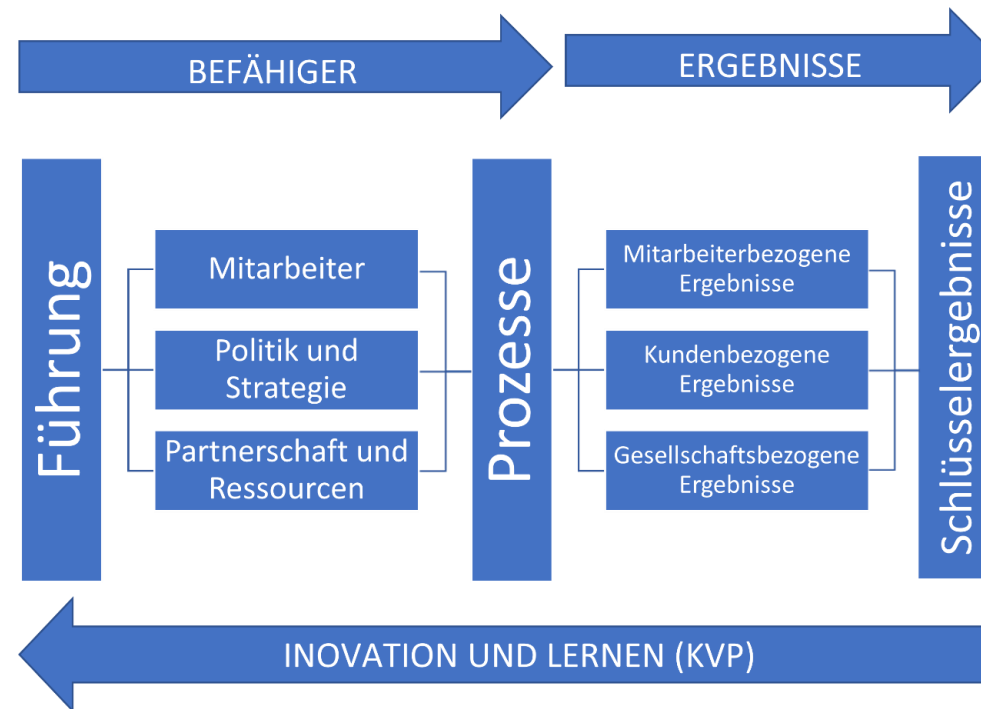 BEFÄHIGER
ERGEBNISSE
Führung
Mitarbeiter
Politik und
Strategie
Partnerschaft und
Ressourcen
Prozesse
Mitarbeiterbezogene
Ergebnisse
Kundenbezogene
Ergebnisse
Gesellschaftsbezogene
Ergebnisse
Schlüsselergebnisse
INOVATION UND LERNEN (KVP)